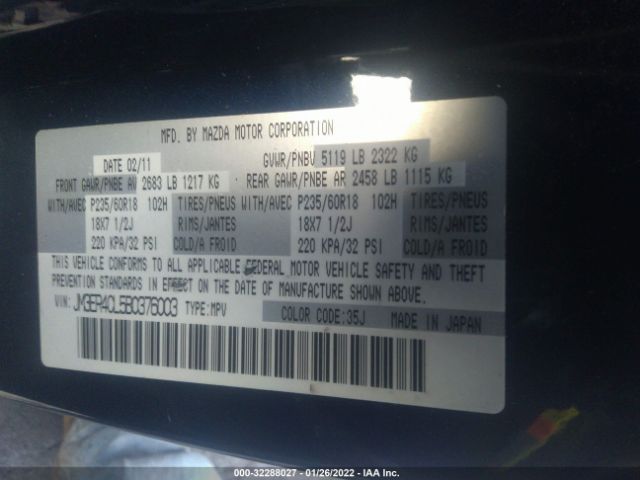 MFD. BY MAZDA MOTOR CORPORATION
DATE 02/11 GVWR/PNBV 5119 LB 2322 KG
FRONT GAWR/PNBE AV 2683 LB 1217 KG REAR GAWR/PNBE AR 2458 LB 1115 KG
WITH/AVEC P235/60R18 102H TIRES/PNEUS WITH/AVEC P235/60R18 102H TIRES/PNEUS
18X7 1/2J RIMS/JANTES 18X7 1/2J RIMS/JANTES
220 KPA/32 PSI COLD/A FROID 220 KPA/32 PSI COLD/A FROID
THIS VEHICLE CONFORMS TO ALL APPLICABLE FEDERAL MOTOR VEHICLE SAFETY AND THEFT
PREVENTION STANDARDS IN EFFECT ON THE DATE OF MANUFACTURE SHOWN ABOVE.
VIN: JM3ER4CL5B0376003 TYPE: MPV COLOR CODE: 35J MADE IN JAPAN
000-32288027 - 01/26/2022 - IAA Inc.